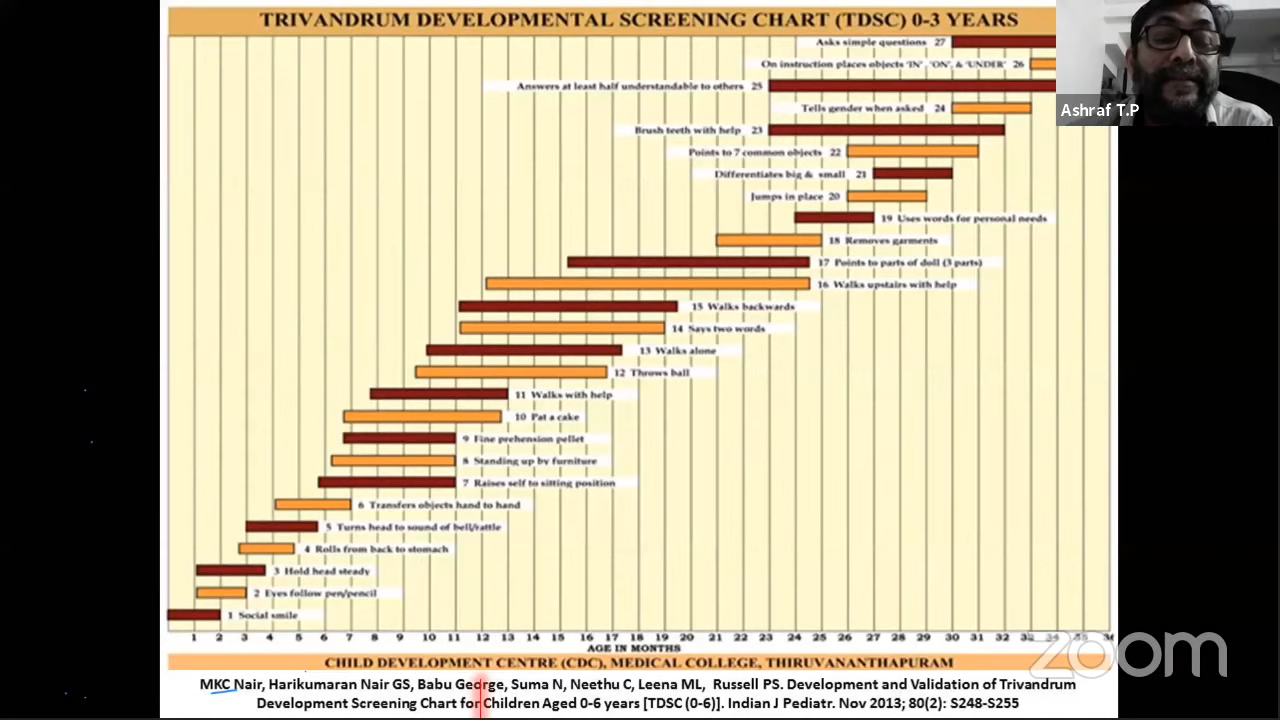 TRIVANDRUM DEVELOPMENTAL SCREENING CHART (TDSC) 0-3 YEARS
Asks simple questions 27
On instruction places objects 'IN', 'ON', & 'UNDER' 26
Answers at least half understandable to others 25
Tells gender when asked 24
Brush teeth with help 23
Points to 7 common objects 22
Differentiates big & small 21
Jumps in place 20
19 Uses words for personal needs
18 Removes garments
17 Points to parts of doll (3 parts)
16 Walks upstairs with help
15 Walks backwards
14 Says two words
13 Walks alone
12 Throws ball
11 Walks with help
10 Pat a cake
9 Fine prehension pellet
8 Standing up by furniture
7 Raises self to sitting position
6 Transfers objects hand to hand
5 Turns head to sound of bell/rattle
4 Rolls from back to stomach
3 Hold head steady
2 Eyes follow pen/pencil
1 Social smile
1 2 3 4 5 6 7 8 9 10 11 12 13 14 15 16 17 18 19 20 21 22 23 24 25 26 27 28 29 30 31 32 33 34 35
AGE IN MONTHS
CHILD DEVELOPMENT CENTRE (CDC), MEDICAL COLLEGE, THIRUVANANTHAPURAM
MKC Nair, Harikumaran Nair GS, Babu George, Suma N, Neethu C, Leena ML, Russell PS. Development and Validation of Trivandrum
Development Screening Chart for Children Aged 0-6 years [TDSC (0-6)]. Indian J Pediatr. Nov 2013; 80(2): S248-S255
Ashraf T.P
zoom